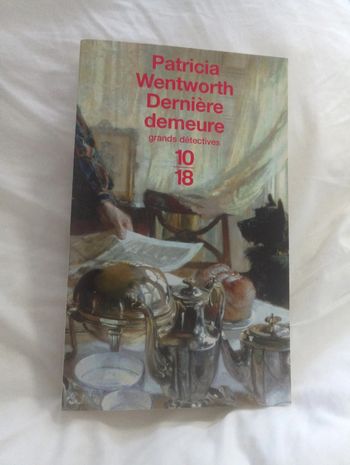 Patricia
Wentworth
Dernière
demeure
grands détectives
10
18